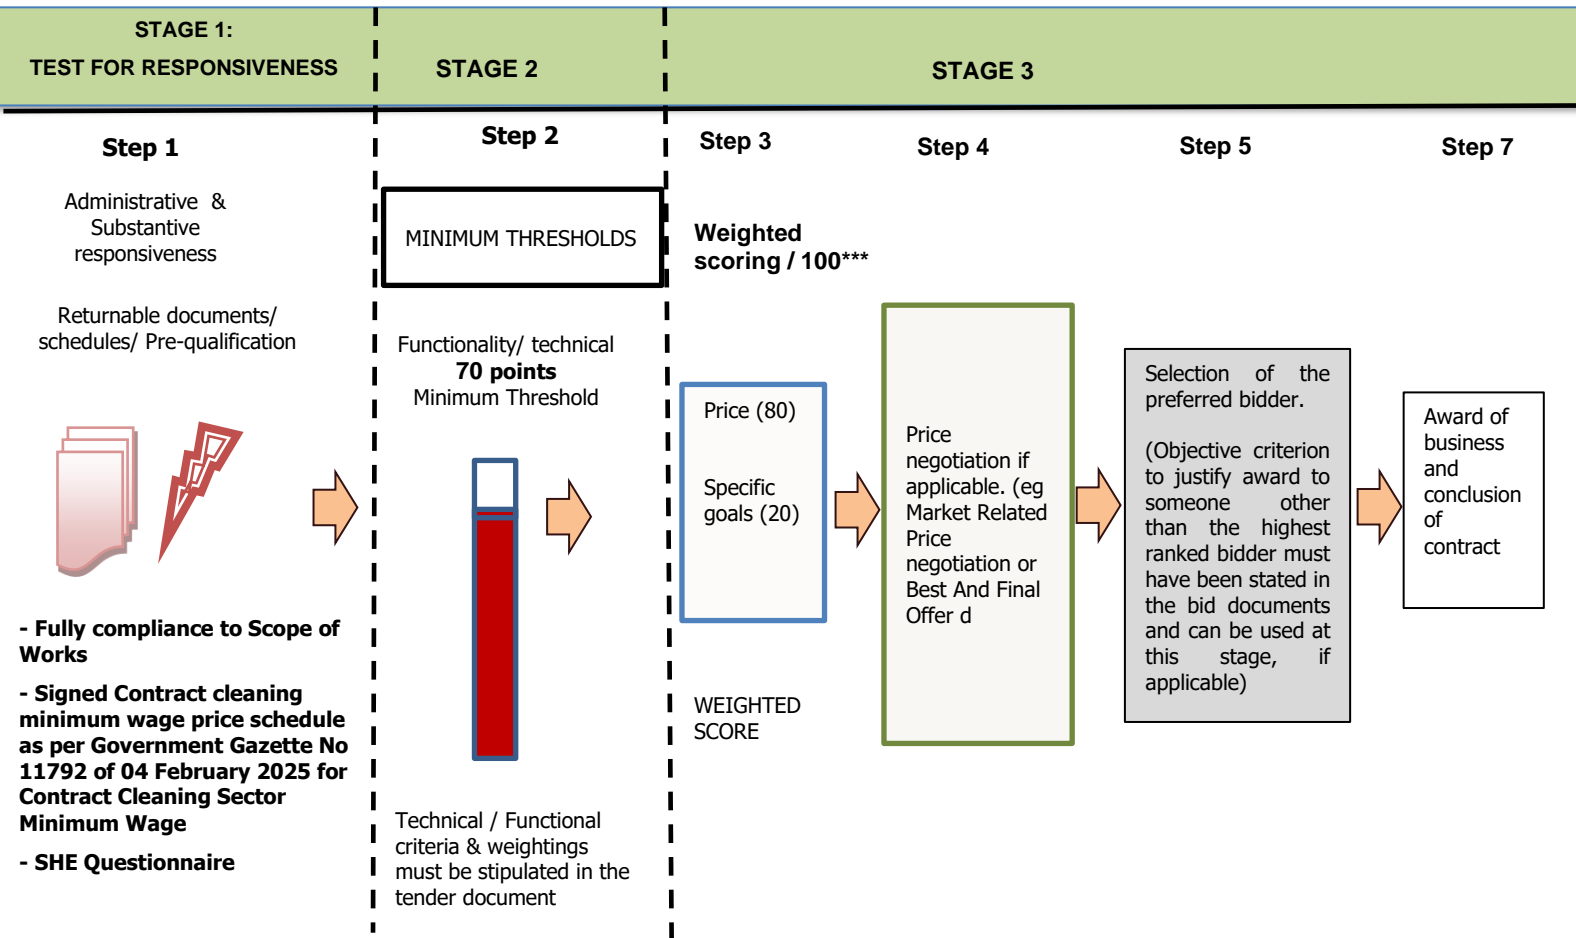 STAGE 1:
TEST FOR RESPONSIVENESS
STAGE 2
STAGE 3
Step 1
Administrative &
Substantive
responsiveness
Returnable documents/
schedules/ Pre-qualification
- Fully compliance to Scope of
Works
- Signed Contract cleaning
minimum wage price schedule
as per Government Gazette No
11792 of 04 February 2025 for
Contract Cleaning Sector
Minimum Wage
- SHE Questionnaire
Step 2
MINIMUM THRESHOLDS
Functionality/ technical
70 points
Minimum Threshold
Technical / Functional
criteria & weightings
must be stipulated in the
tender document
Step 3
Weighted
scoring / 100***
Price (80)
Specific
goals (20)
WEIGHTED
SCORE
Step 4
Price
negotiation if
applicable. (eg
Market Related
Price
negotiation or
Best And Final
Offer d
Step 5
Selection of the
preferred bidder.
(Objective criterion
to justify award to
someone other
than the highest
ranked bidder must
have been stated in
the bid documents
and can be used at
this stage, if
applicable)
Step 7
Award of
business
and
conclusion
of
contract